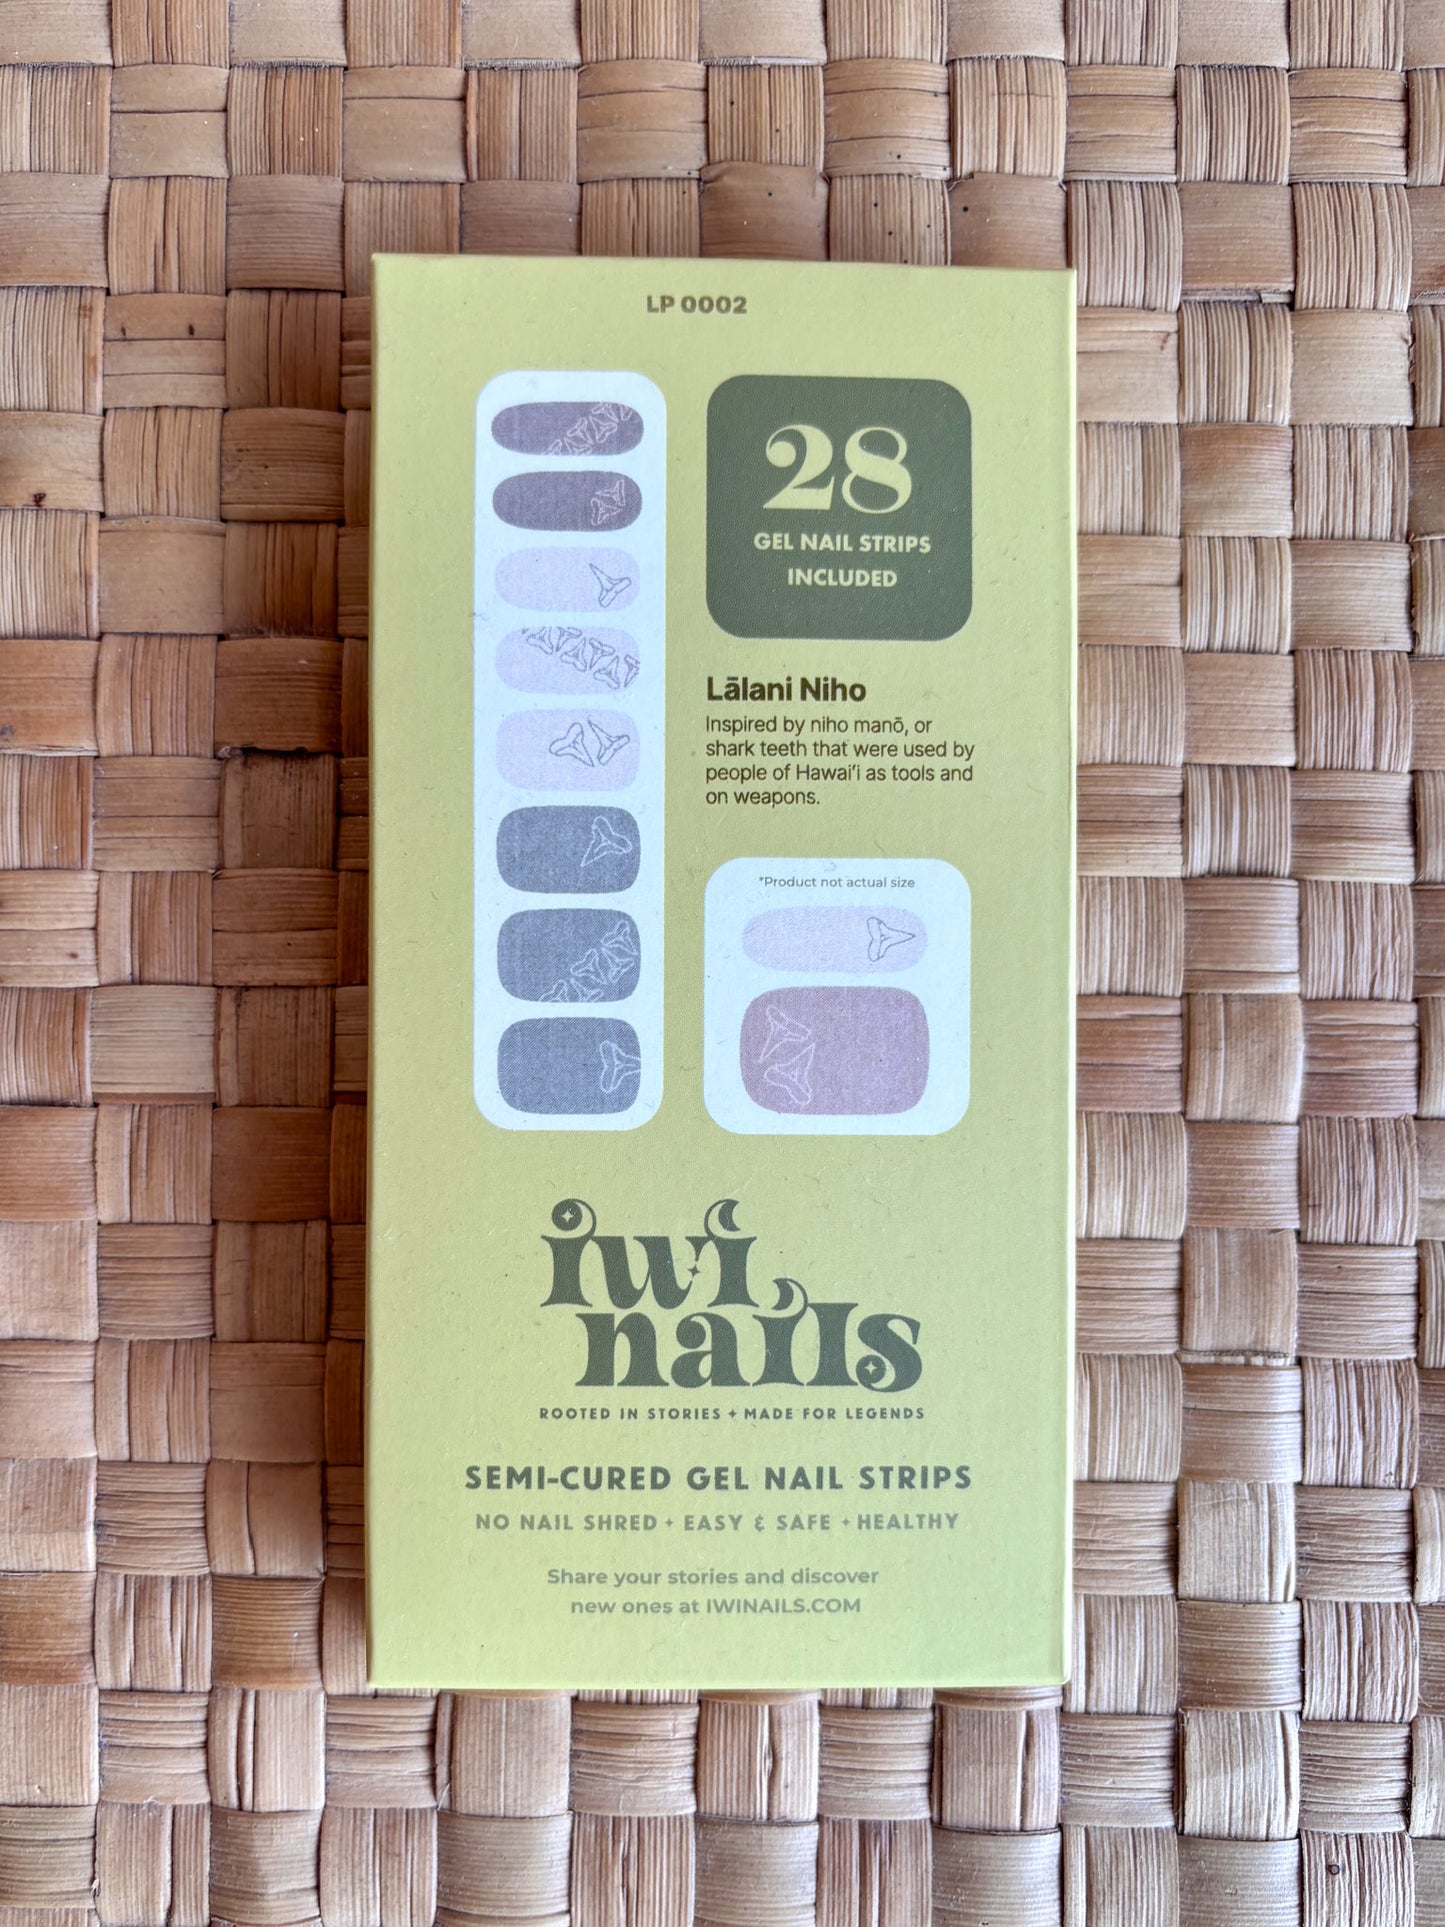 LP 0002
28
GEL NAIL STRIPS
INCLUDED
Lālani Niho
Inspired by niho manō, or
shark teeth that were used by
people of Hawaiʻi as tools and
on weapons.
*Product not actual size
iwi
nails
ROOTED IN STORIES + MADE FOR LEGENDS
SEMI-CURED GEL NAIL STRIPS
NO NAIL SHRED + EASY & SAFE + HEALTHY
Share your stories and discover
new ones at IWINAILS.COM